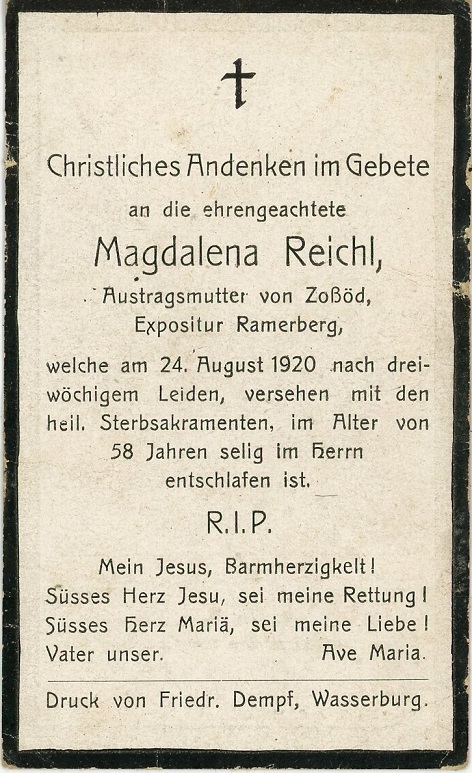 Christliches Andenken im Gebete
an die ehrengeachtete
Magdalena Reichl,
Austragsmutter von Zoßöd,
Expositur Ramerberg,
welche am 24. August 1920 nach drei-
wöchigem Leiden, versehen mit den
heil. Sterbsakramenten, im Alter von
58 Jahren selig im Herrn
entschlafen ist.
R.I.P.
Mein Jesus, Barmherzigkeit!
Süsses Herz Jesu, sei meine Rettung!
Süsses Herz Mariä, sei meine Liebe!
Vater unser. Ave Maria.
Druck von Friedr. Dempf, Wasserburg.